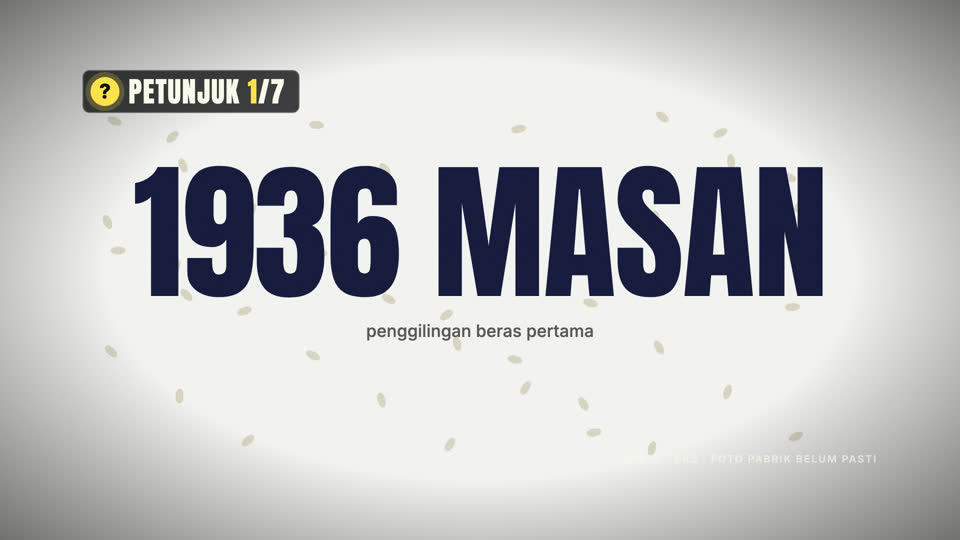 ? PETUNJUK 1/7
1936 MASAN
penggilingan beras pertama
FOTO PABRIK BELUM PASTI